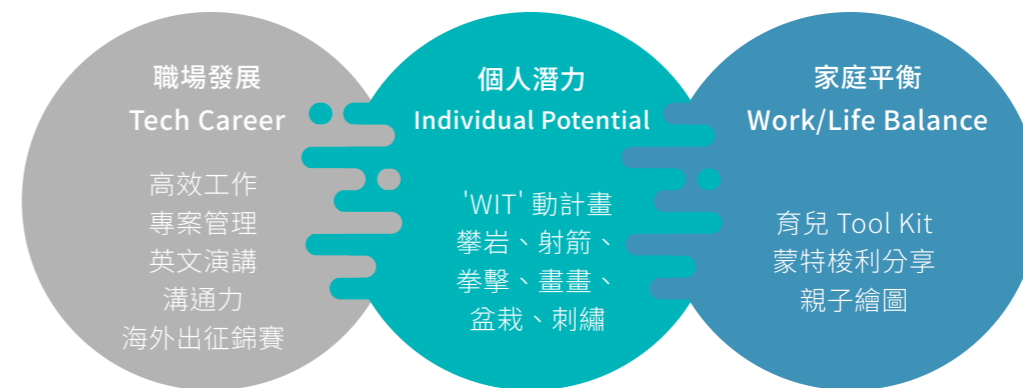 職場發展
Tech Career
高效工作
專案管理
英文演講
溝通力
海外出征錦賽
個人潛力
Individual Potential
'WIT' 動計畫
攀岩、射箭、
拳擊、畫畫、
盆栽、刺繡
家庭平衡
Work/Life Balance
育兒 Tool Kit
蒙特梭利分享
親子繪圖